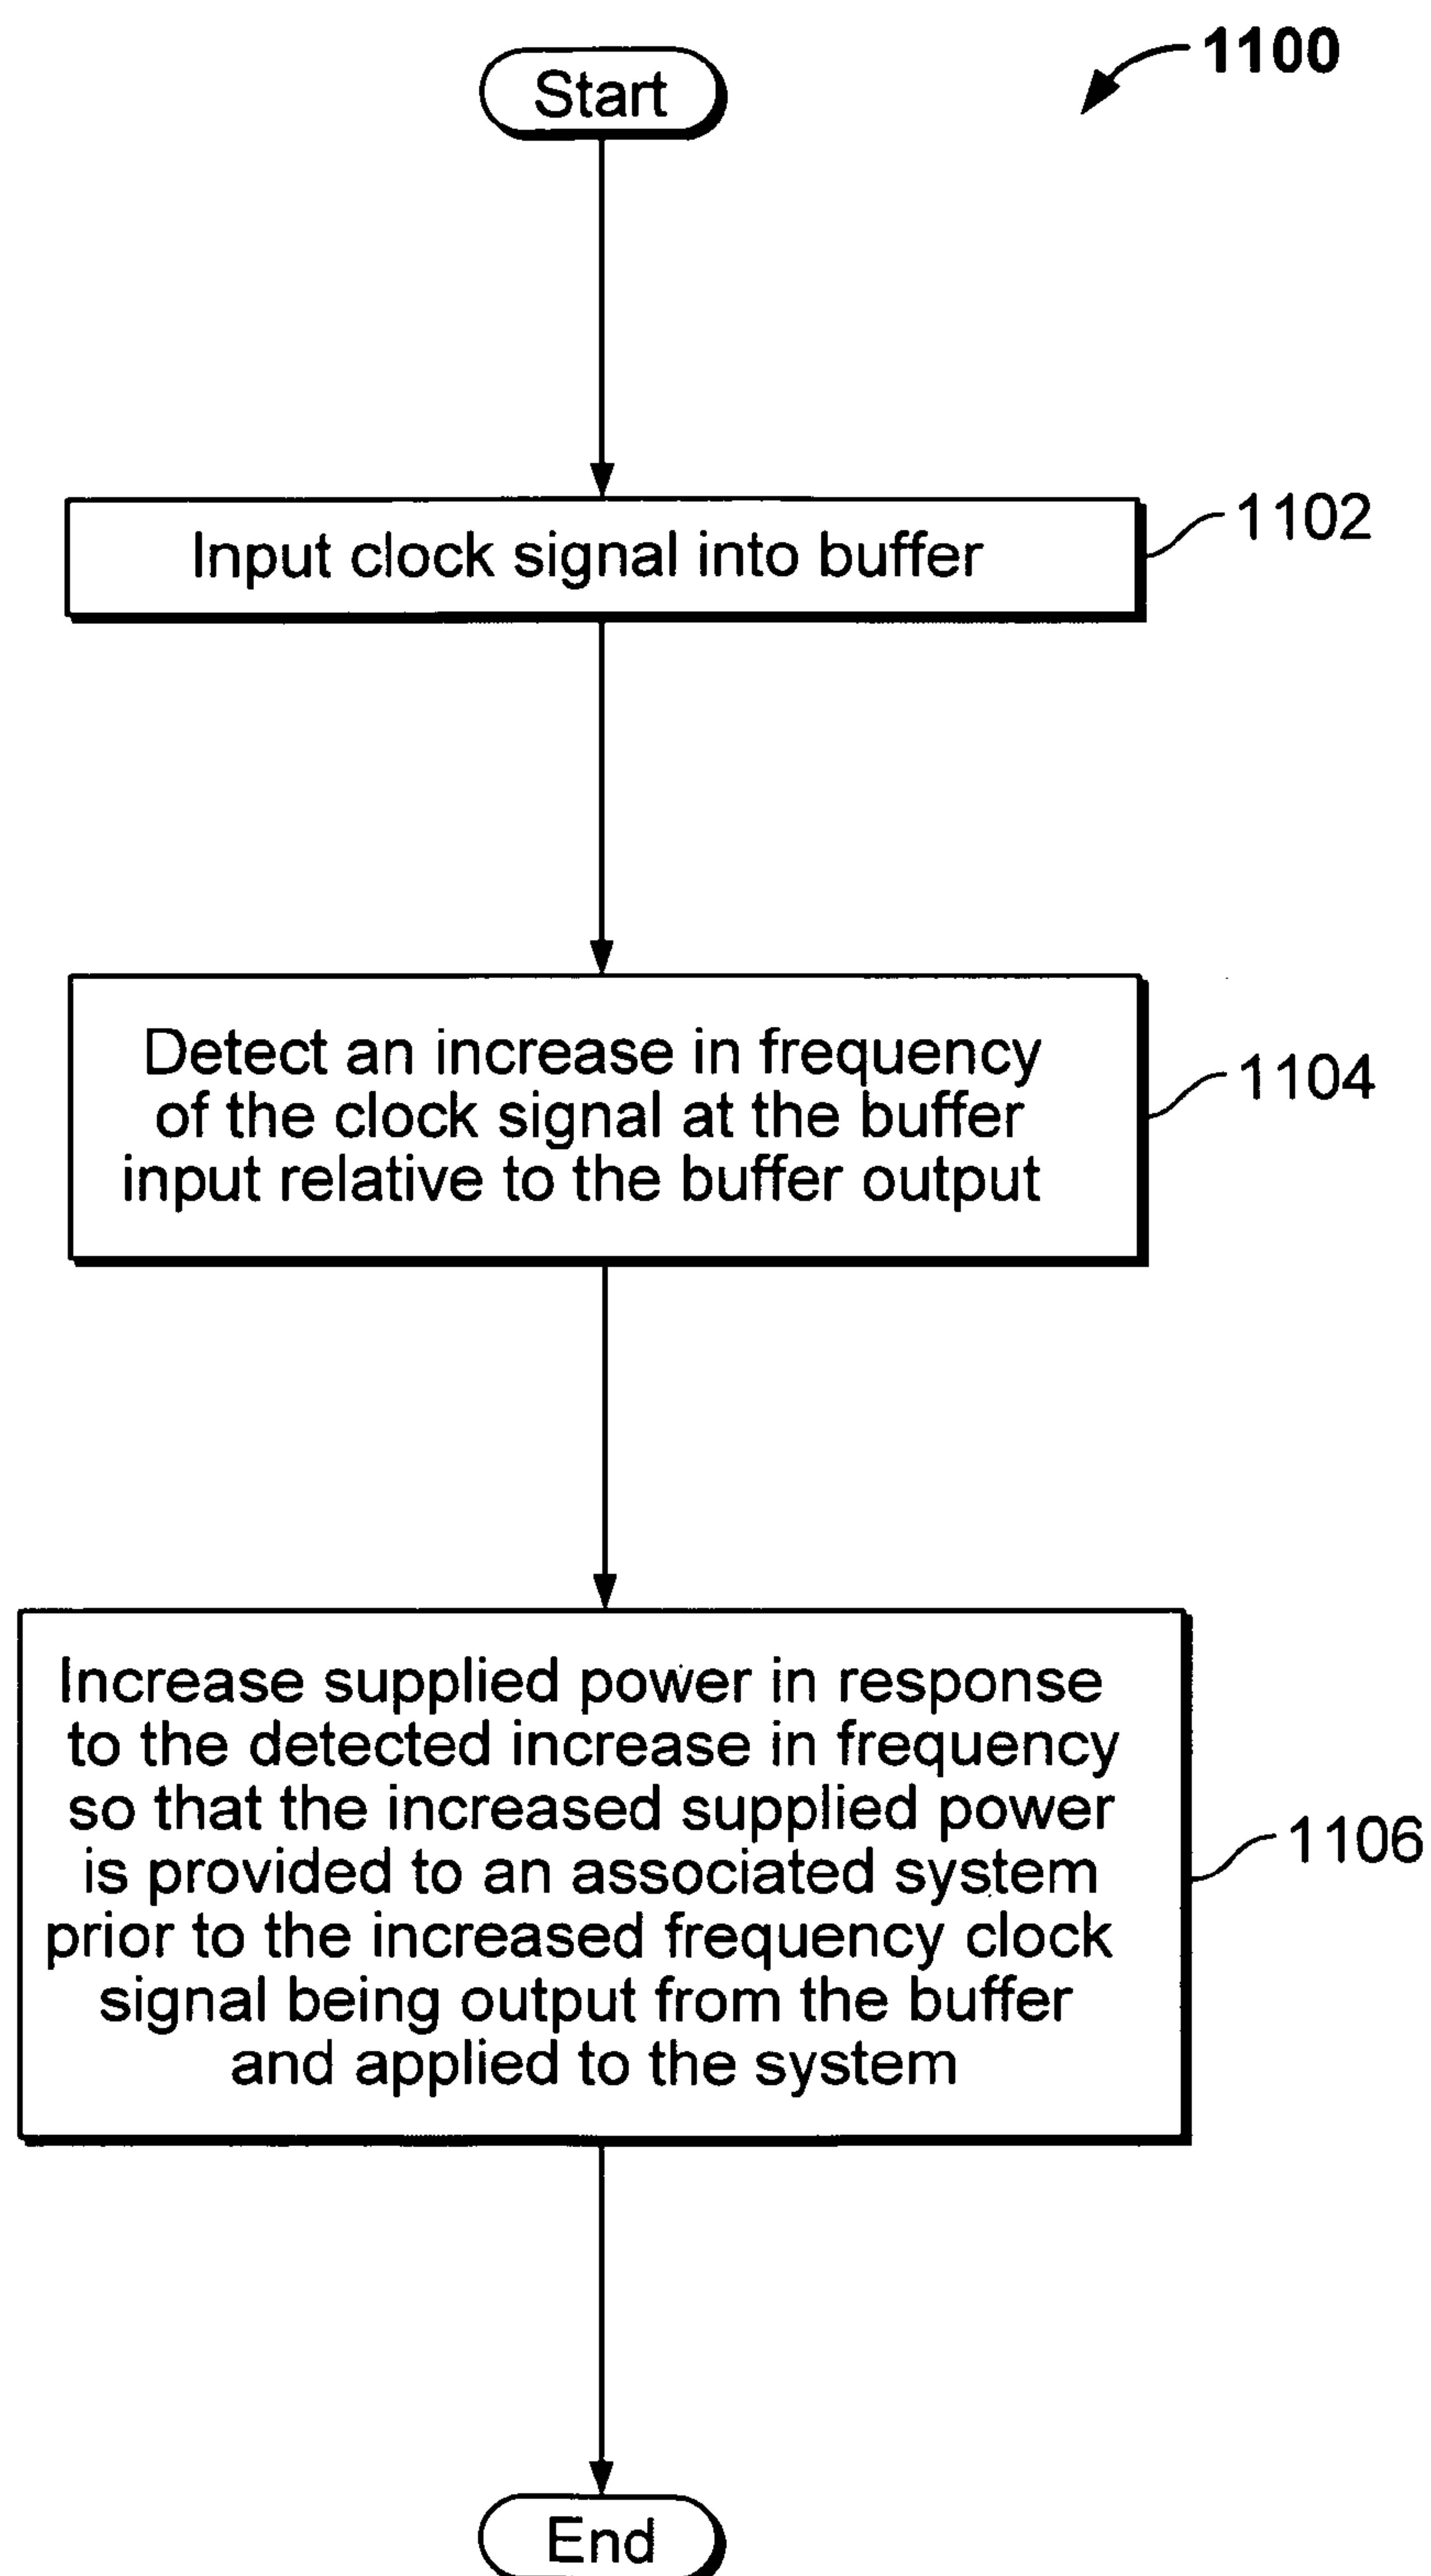 1100
Start
Input clock signal into buffer
1102
Detect an increase in frequency
of the clock signal at the buffer
input relative to the buffer output
1104
Increase supplied power in response
to the detected increase in frequency
so that the increased supplied power
is provided to an associated system
prior to the increased frequency clock
signal being output from the buffer
and applied to the system
1106
End